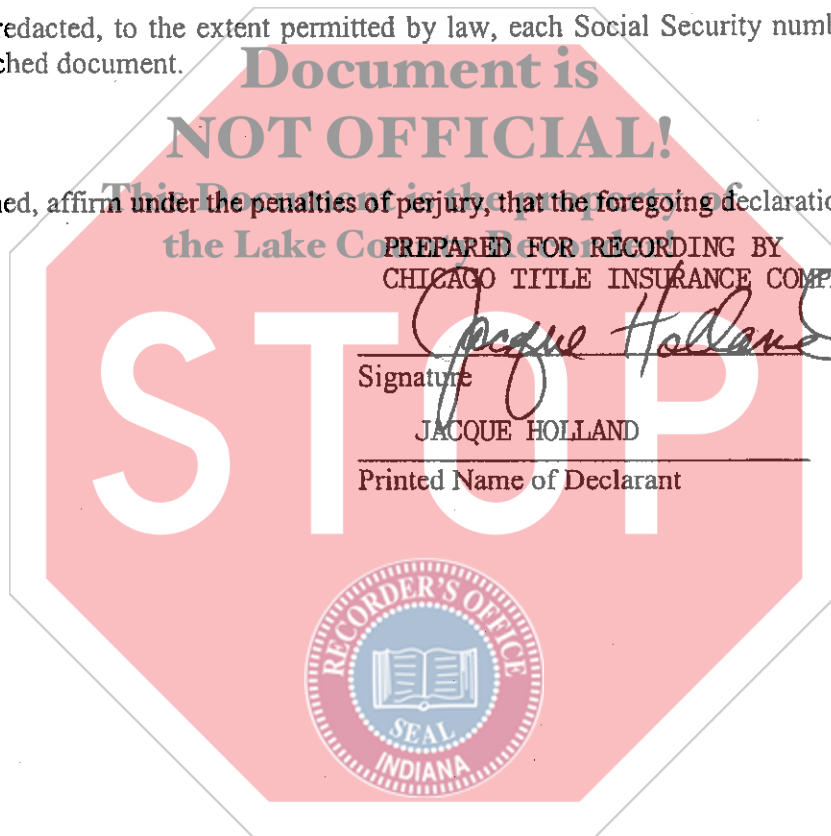 redacted, to the extent permitted by law, each Social Security
ched document.
Document is
NOT OFFICIAL!
This Document is the property of
ned, affirm under the penalties of perjury, that the foregoing
the Lake County Recorder!
PREPARED FOR RECORDING BY
CHICAGO TITLE INSURANCE
Jacque Holland
Signature
JACQUE HOLLAND
Printed Name of Declarant
STOP
RECORDER'S OFFICE
SEAL
INDIANA